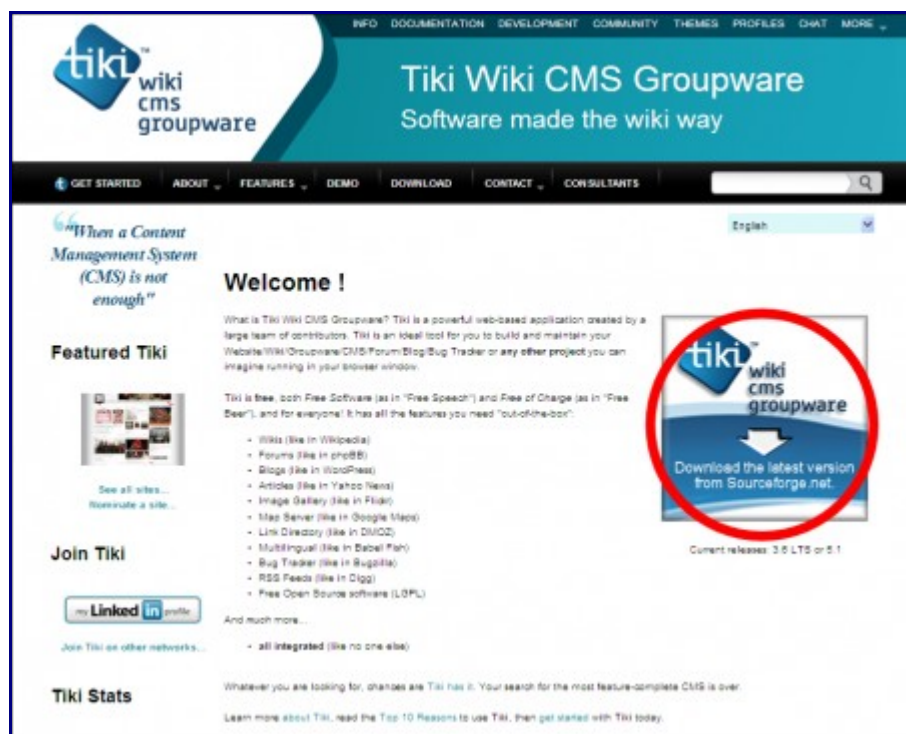 INFO DOCUMENTATION DEVELOPMENT COMMUNITY THEMES PROFILES CHAT MORE
tiki™
wiki
cms
groupware
Tiki Wiki CMS Groupware
Software made the wiki way
GET STARTED ABOUT FEATURES DEMO DOWNLOAD CONTACT CONSULTANTS
"When a Content
Management System
(CMS) is not
enough"
English
Welcome !
What is Tiki Wiki CMS Groupware? Tiki is a powerful web-based application created by a
large team of contributors. Tiki is an ideal tool for you to build and maintain your
Website/Wiki/Groupware/CMS/Forum/Blog/Bug Tracker or any other project you can
imagine running in your browser window.
Tiki is free, both Free Software (as in "Free Speech") and Free of Charge (as in "Free
Beer"), and for everyone! It has all the features you need "out-of-the-box":
Wikis (like in Wikipedia)
Forums (like in phpBB)
Blogs (like in WordPress)
Articles (like in Yahoo News)
Image Gallery (like in Flickr)
Map Server (like in Google Maps)
Link Directory (like in DMOZ)
Multilingual (like in Babel Fish)
Bug Tracker (like in Bugzilla)
RSS Feeds (like in Digg)
Free Open Source software (LGPL)
And much more...
all integrated (like no one else)
Whatever you are looking for, chances are Tiki has it. Your search for the most feature-complete CMS is over.
Learn more about Tiki, read the Top 10 Reasons to use Tiki, then get started with Tiki today.
Featured Tiki
See all sites...
Nominate a site...
Join Tiki
my Linked in profile
Join Tiki on other networks...
Tiki Stats
tiki
wiki
cms
groupware
Download the latest version
from Sourceforge.net.
Current releases: 3.6 LTS or 5.1